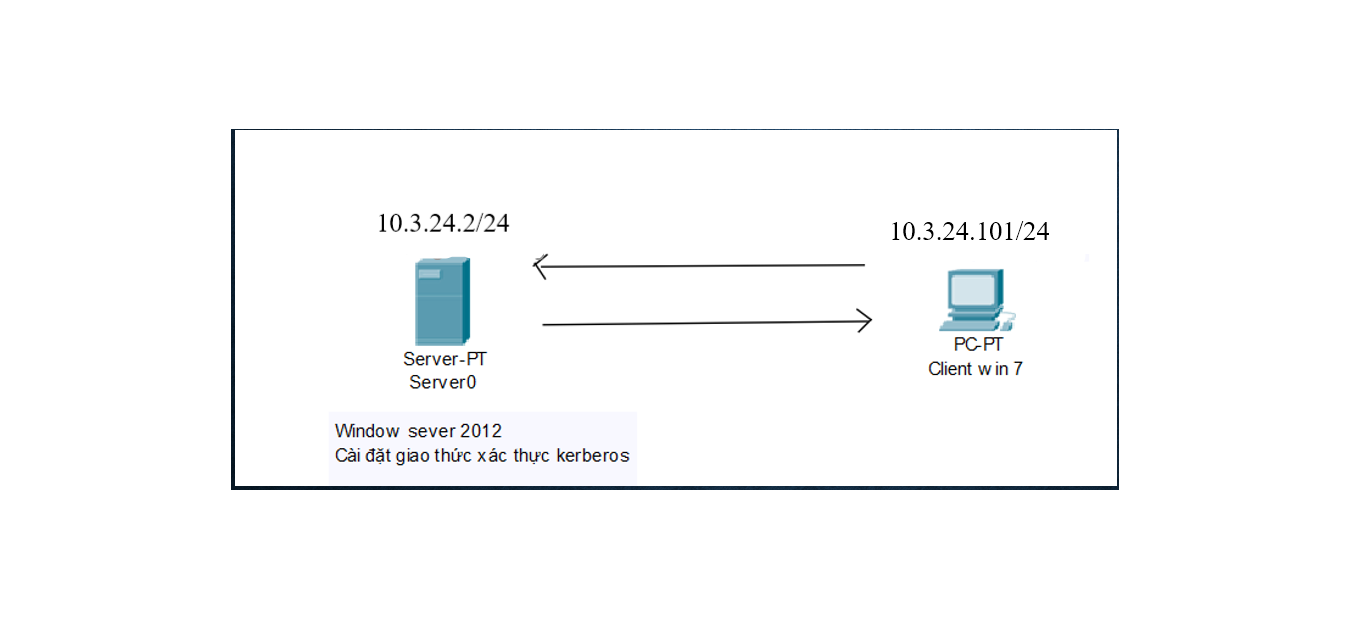 10.3.24.2/24
10.3.24.101/24
Server-PT
Server0
PC-PT
Client win 7
Window sever 2012
Cài đặt giao thức xác thực kerberos